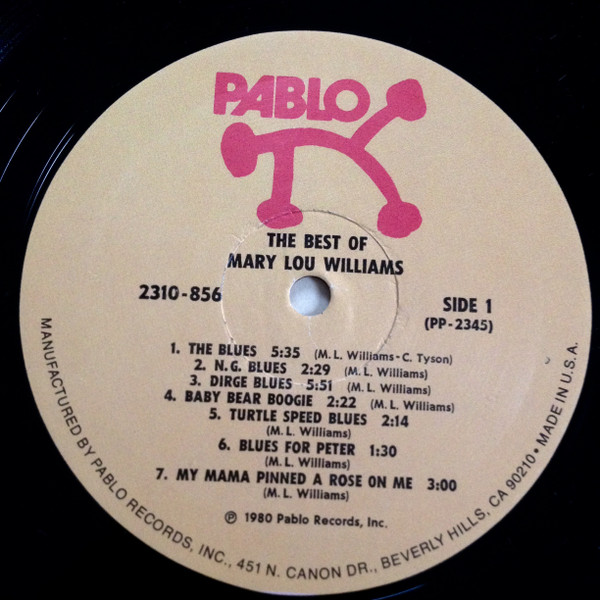 PABLO
THE BEST OF
MARY LOU WILLIAMS
2310-856
SIDE 1
(PP-2345)
1. THE BLUES 5:35 (M. L. Williams - C. Tyson)
2. N.G. BLUES 2:29 (M. L. Williams)
3. DIRGE BLUES 5:51 (M. L. Williams)
4. BABY BEAR BOOGIE 2:22 (M. L. Williams)
5. TURTLE SPEED BLUES 2:14
(M. L. Williams)
6. BLUES FOR PETER 1:30
(M. L. Williams)
7. MY MAMA PINNED A ROSE ON ME 3:00
(M. L. Williams)
℗ 1980 Pablo Records, Inc.
MANUFACTURED BY PABLO RECORDS, INC., 451 N. CANON DR., BEVERLY HILLS, CA 90210 • MADE IN U.S.A.